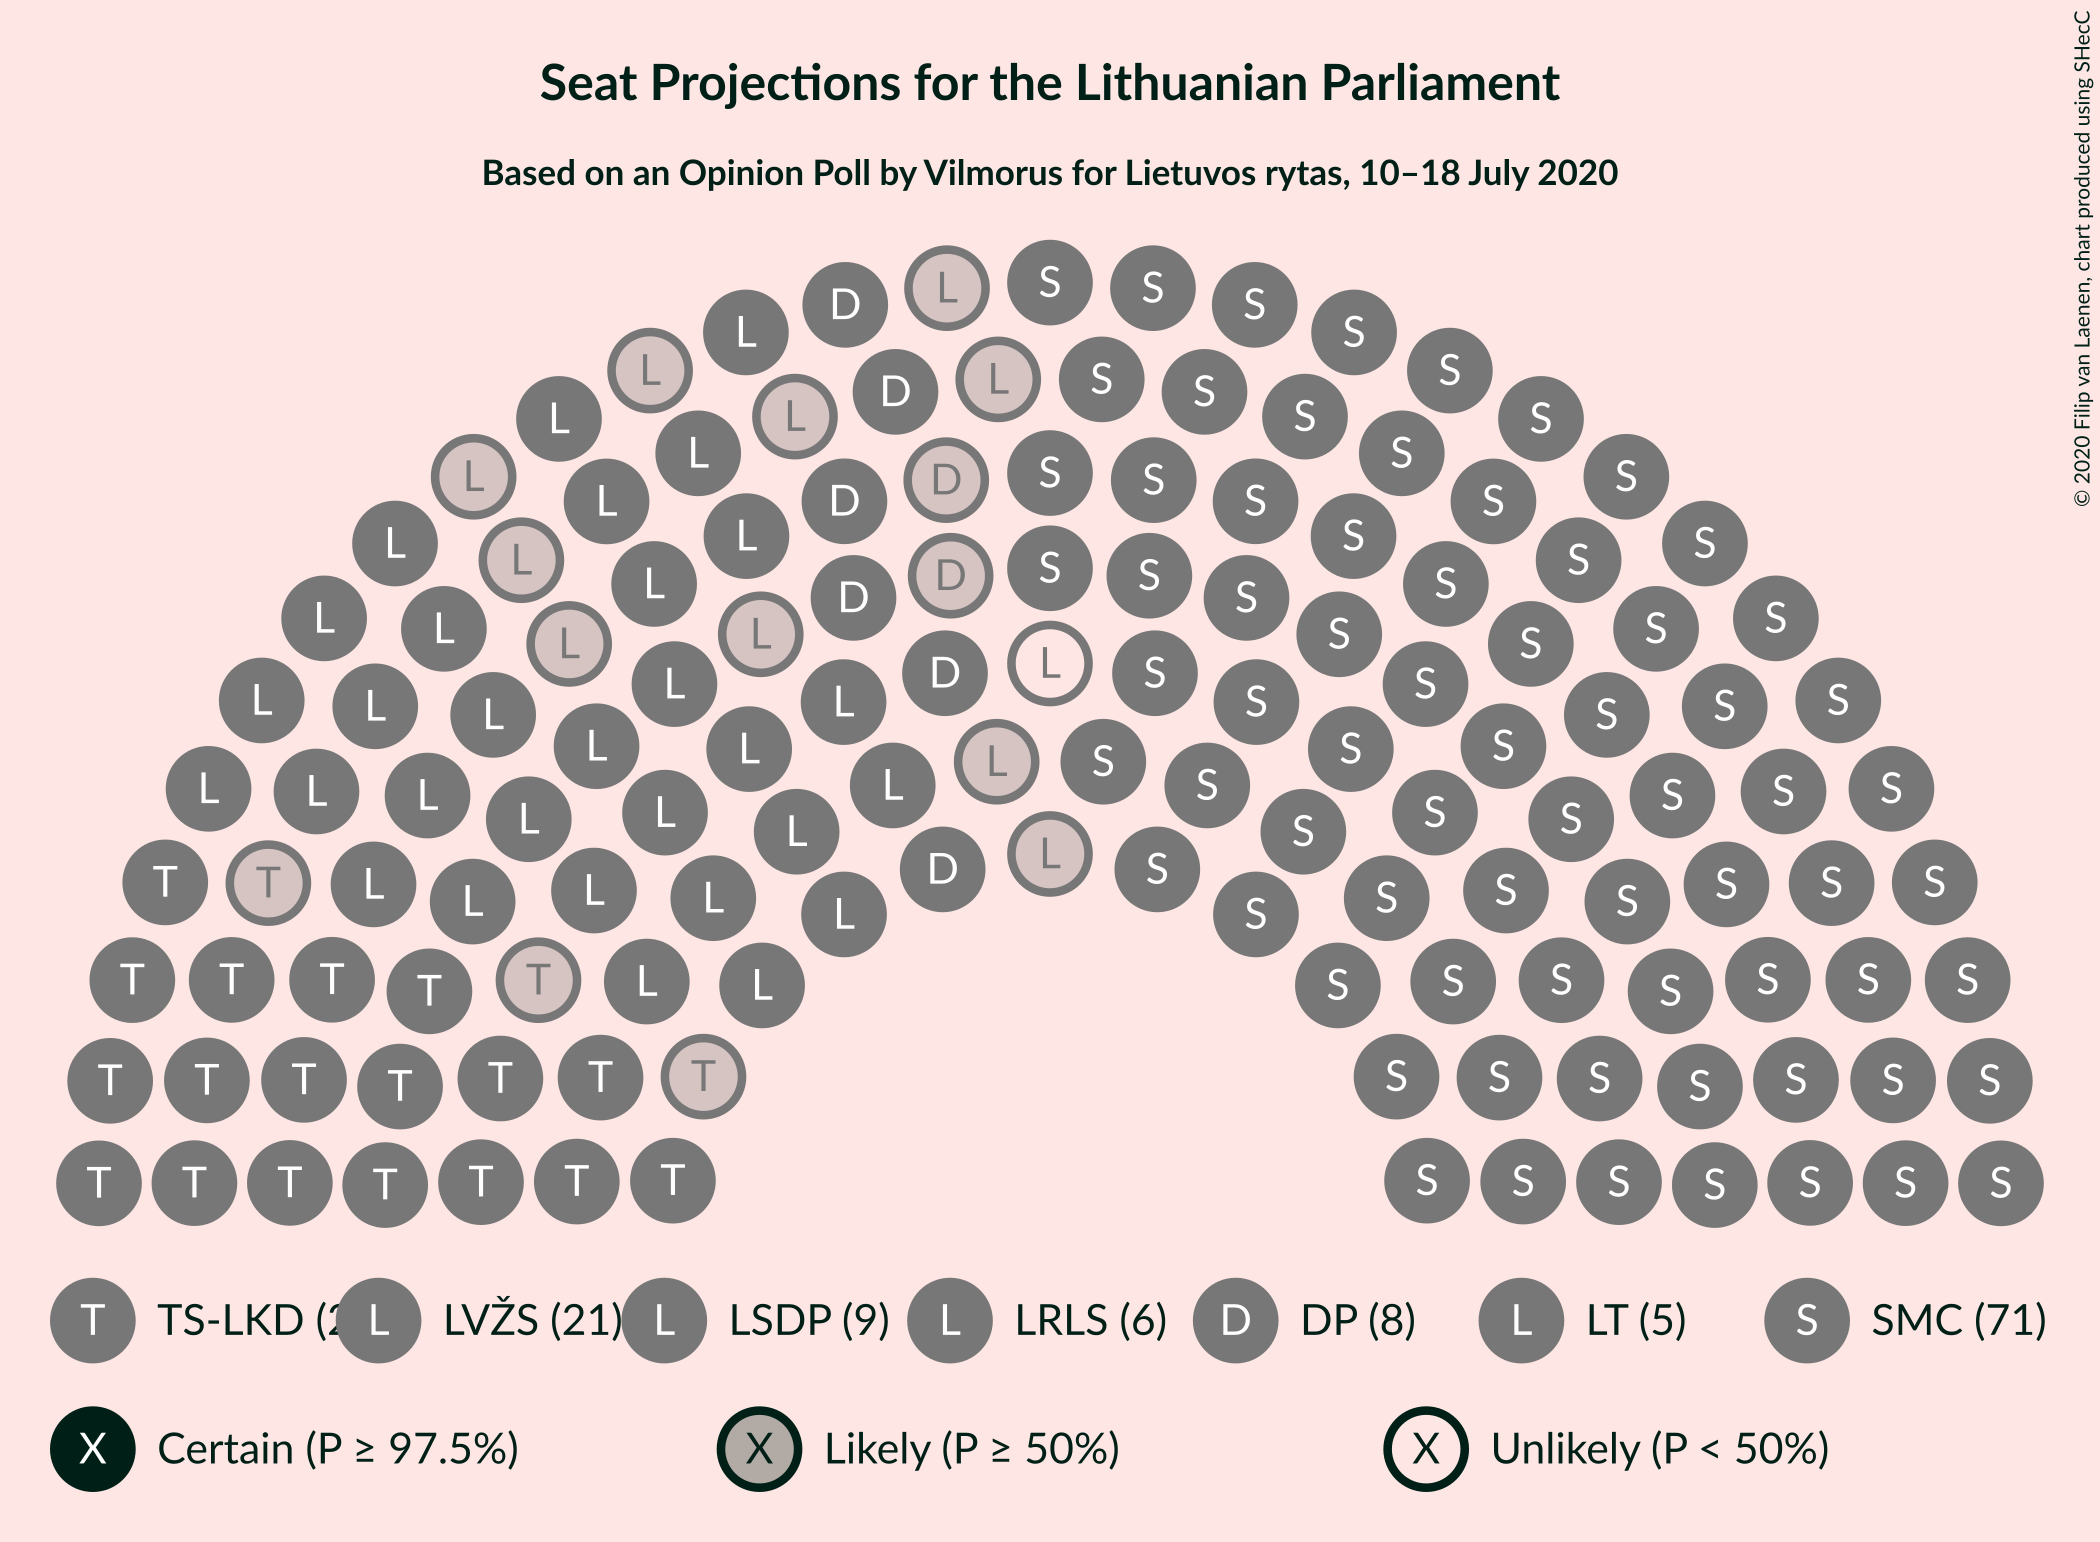 Seat Projections for the Lithuanian Parliament
Based on an Opinion Poll by Vilmorus for Lietuvos rytas, 10–18 July 2020
© 2020 Filip van Laenen, chart produced using SHecC
L S S S S
D S
L S
L L S S S S
L D S
L S
L L D S S S S
L S
L D S S S
L S
L L L D S S S S S
L S
L L L L D L S S S S S
L S
L L L L L S S S S S
L L L L L S S S S S
T T L L L L L D L S S S S S S S S
L S
T T T T T L L S S S S S S S
T T T T T T T S S S S S S S
T T T T T T T S S S S S S S
T TS-LKD L LVŽS (21) L LSDP (9) L LRLS (6) D DP (8) L LT (5) S SMC (71)
X Certain (P ≥ 97.5%) X Likely (P ≥ 50%) X Unlikely (P < 50%)